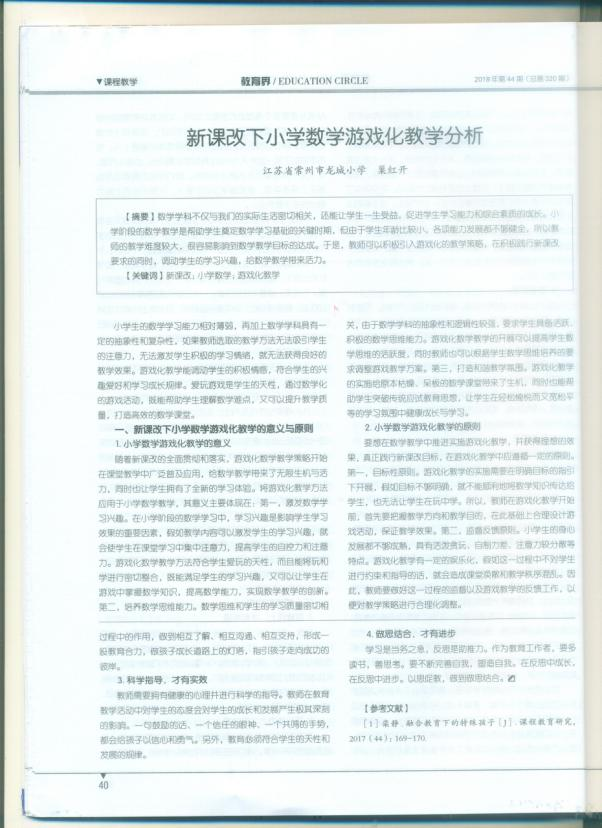 ▼课程教学
教育界/EDUCATION CIRCLE
2018年第44期（总第320期）
新课改下小学数学游戏化教学分析
江苏省常州市龙城小学 巢红开
【摘要】数学学科不仅与我们的实际生活密切相关，还能让学生一生受益，促进学生学习能力和综合素质的成长。小
学阶段的数学教学是帮助学生奠定数学学习基础的关键时期，但由于学生年龄比较小，各项能力发展都不够健全，所以教
师的教学难度较大，很容易影响到数学教学目标的达成。于是，教师可以积极引入游戏化的教学策略，在积极践行新课改
要求的同时，调动学生的学习兴趣，给数学教学带来活力。
【关键词】新课改；小学数学；游戏化教学
小学生的数学学习能力相对薄弱，再加上数学学科具有一
定的抽象性和复杂性，如果教师选取的教学方法无法吸引学生
的注意力，无法激发学生积极的学习情绪，就无法获得良好的
教学效果。游戏化教学能调动学生的积极情感，符合学生的兴
趣爱好和学习成长规律。爱玩游戏是学生的天性，通过数学化
的游戏活动，既能帮助学生理解数学难点，又可以提升教学质
量，打造高效的数学课堂。
一、新课改下小学数学游戏化教学的意义与原则
1. 小学数学游戏化教学的意义
随着新课改的全面贯彻和落实，游戏化数学教学策略开始
在课堂教学中广泛普及应用，给数学教学带来了无限生机与活
力，同时也让学生拥有了全新的学习体验。将游戏化教学方法
应用于小学数学教学，其意义主要体现在：第一，激发数学学
习兴趣。在小学阶段的数学学习中，学习兴趣是影响学生学习
效果的重要因素，假如教学内容可以激发学生的学习兴趣，就
会使学生在课堂学习中集中注意力，提高学生的自控力和注意
力。游戏化数学教学方法符合学生爱玩的天性，而且能将玩和
学进行密切整合，既能满足学生的学习兴趣，又可以让学生在
游戏中掌握数学知识，提高数学能力，实现数学教学的创新。
第二，培养数学思维能力。数学思维和学生的学习质量密切相
关，由于数学学科的抽象性和逻辑性较强，要求学生具备活跃、
积极的数学思维能力。游戏化数学教学的开展可以提高学生数
学思维的活跃度，同时教师也可以根据学生数学思维培养的要
求调整游戏教学方案。第三，打造和谐教学氛围。游戏化教学
的实施给原本枯燥、呆板的数学课堂带来了生机，同时也能帮
助学生突破传统应试教育思想，让学生在轻松愉悦而又宽松平
等的学习氛围中健康成长与学习。
2. 小学数学游戏化教学的原则
要想在数学教学中推进实施游戏化教学，并获得理想的效
果，真正践行新课改目标，在游戏化教学中应遵循一定的原则。
第一，目标性原则。游戏化教学的实施需要在明确目标的指引
下开展，假如目标不够明确，就不能顺利地将数学知识传达给
学生，也无法让学生在玩中学。所以，教师在游戏化教学开始
前，首先要把握教学方向和教学目的，在此基础上合理设计游
戏活动，保证教学效果。第二，监督反馈原则。小学生的身心
发展都不够成熟，具有活泼贪玩、自制力差、注意力较分散等
特点。游戏化教学有一定的娱乐化，假如这一过程中不对学生
进行约束和指导的话，就会造成课堂涣散和教学秩序混乱。因
此，教师要做好这一过程的监督以及游戏教学的反馈工作，以
便对教学策略进行合理化调整。
过程中的作用，做到相互了解、相互沟通、相互支持，形成一
股教育合力，做孩子成长道路上的灯塔，指引孩子走向成功的
彼岸。
3. 科学指导，才有实效
教师需要拥有健康的心理并进行科学的指导。教师在教育
教学活动中对学生的态度会对学生的成长和发展产生极其深刻
的影响。一句鼓励的话、一个信任的眼神、一个共鸣的手势，
都会给孩子以信心和勇气。另外，教育必须符合学生的天性和
发展的规律。
4. 做思结合，才有进步
学习是当务之急，反思是助推力。作为教育工作者，要多
读书，善思考。要不断完善自我，塑造自我。在反思中成长，
在反思中进步。以思促教，做到做思结合。
【参考文献】
[1] 梁静. 融合教育下的特殊孩子[J]. 课程教育研究，
2017（44）：169-170.
40